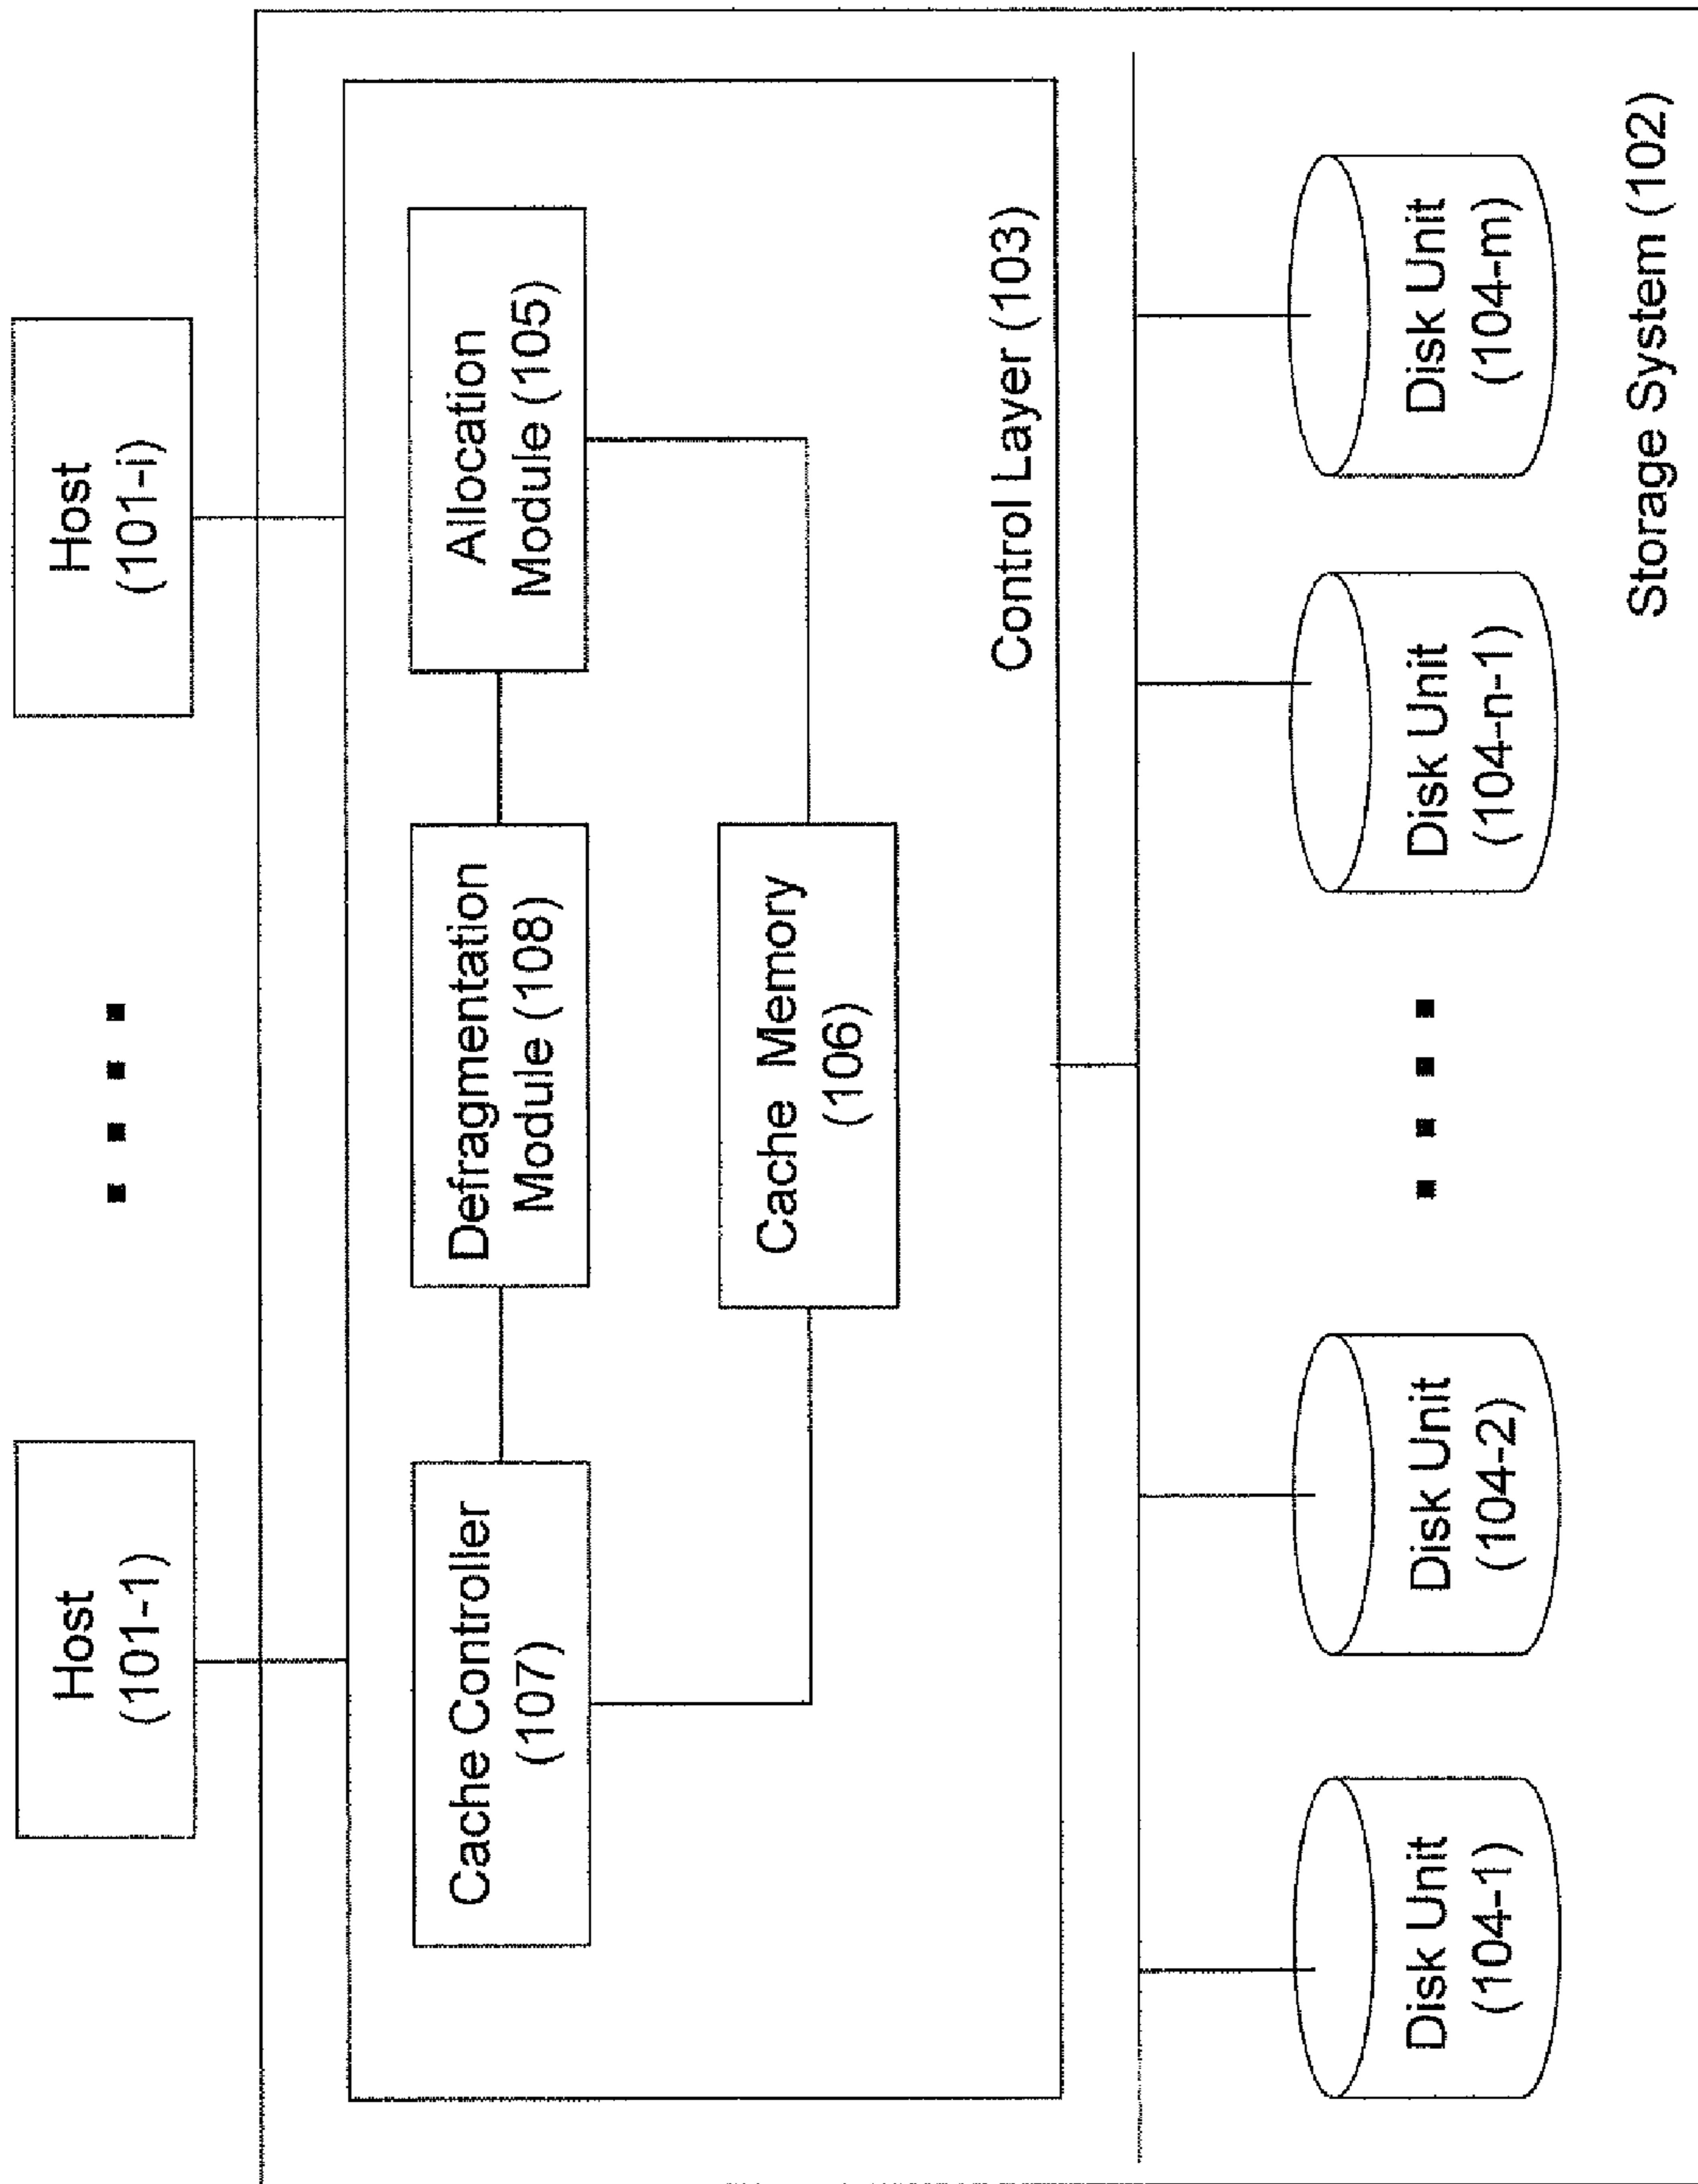 Host
(101-1)
Host
(101-i)
Cache Controller
(107)
Defragmentation
Module (108)
Allocation
Module (105)
Cache Memory
(106)
Control Layer (103)
Disk Unit
(104-1)
Disk Unit
(104-2)
Disk Unit
(104-n-1)
Disk Unit
(104-m)
Storage System (102)